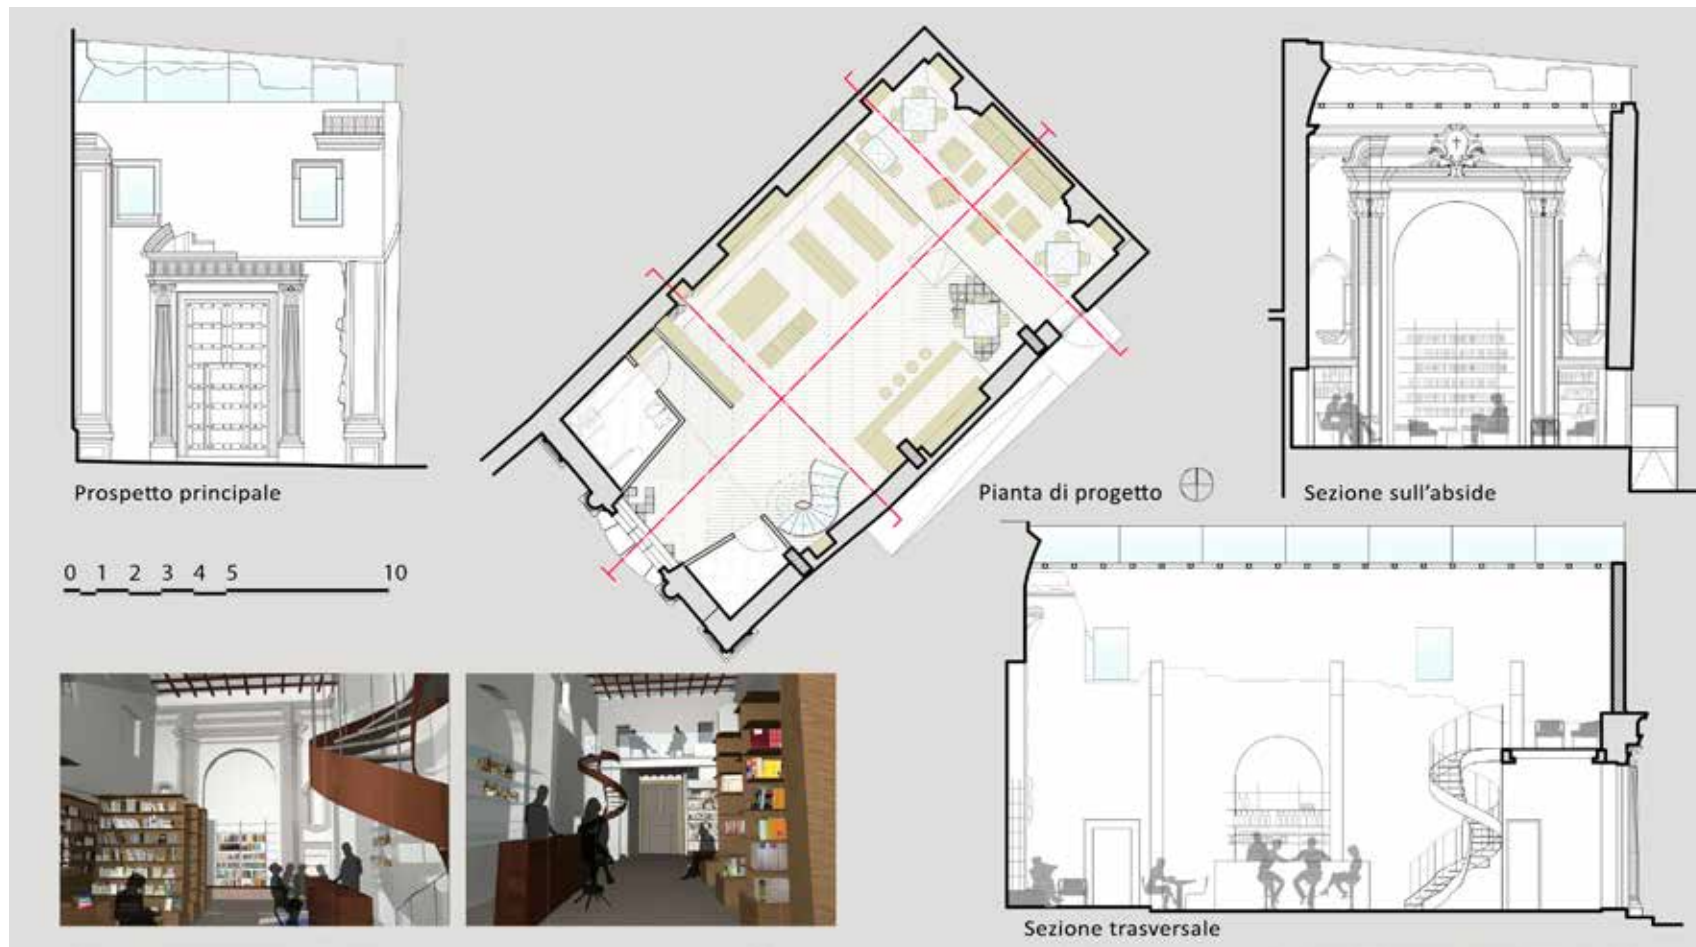 Prospetto principale
Pianta di progetto
Sezione sull'abside
0 1 2 3 4 5 10
Sezione trasversale